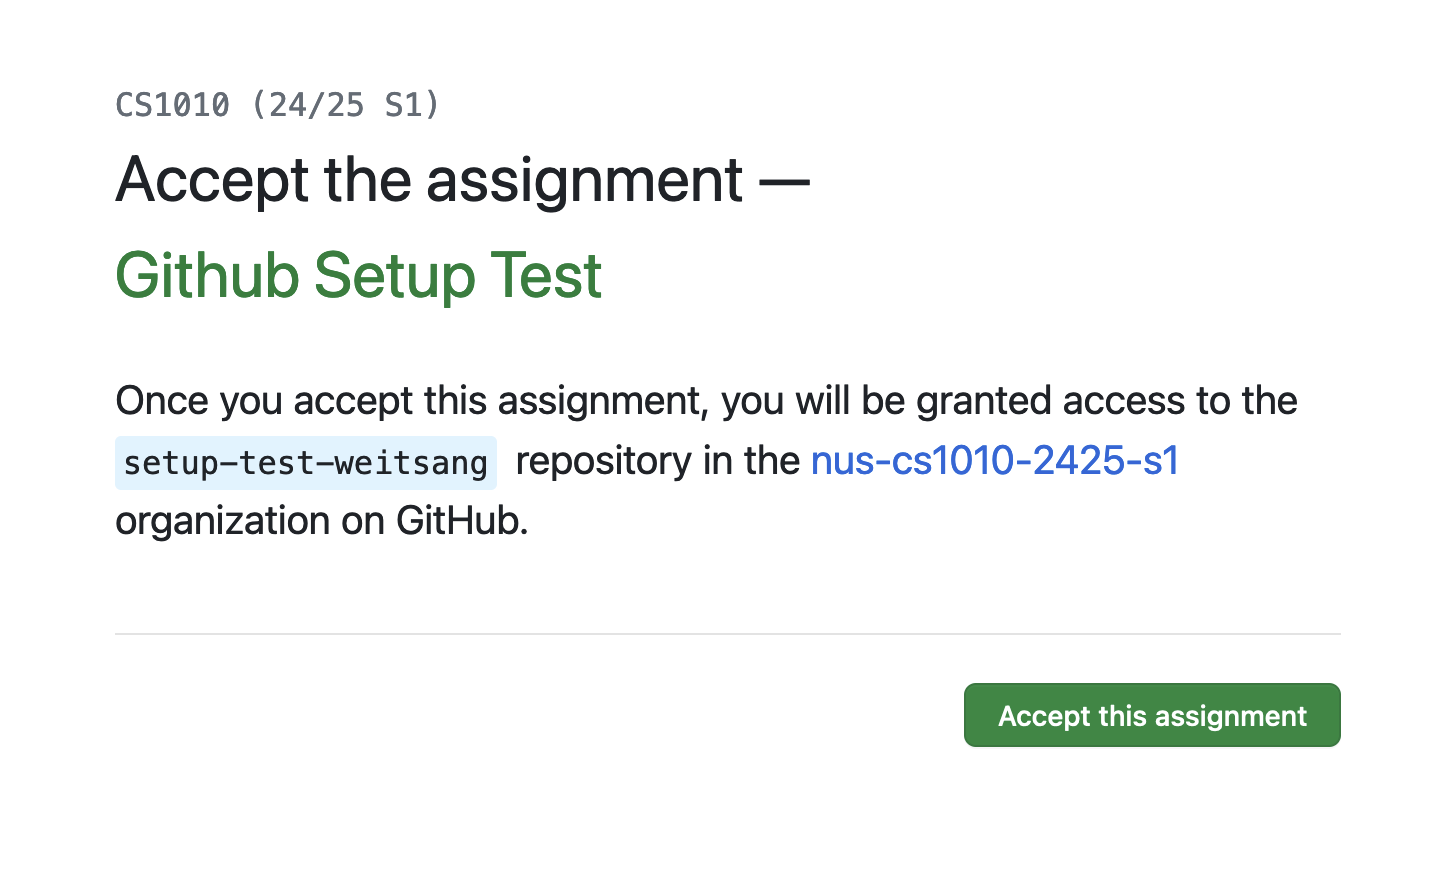 CS1010 (24/25 S1)
Accept the assignment —
Github Setup Test
Once you accept this assignment, you will be granted access to the
setup-test-weitsang repository in the nus-cs1010-2425-s1
organization on GitHub.
Accept this assignment